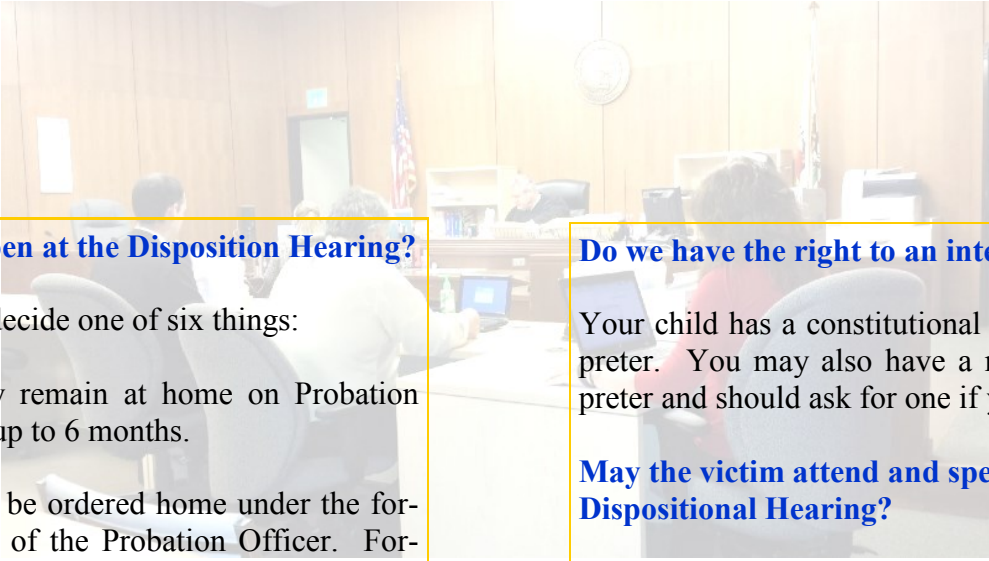 en at the Disposition Hearing?
ecide one of six things:
remain at home on Probation
up to 6 months.
be ordered home under the for-
of the Probation Officer. For-
Do we have the right to an inte
Your child has a constitutional
preter. You may also have a
preter and should ask for one if
May the victim attend and spe
Dispositional Hearing?